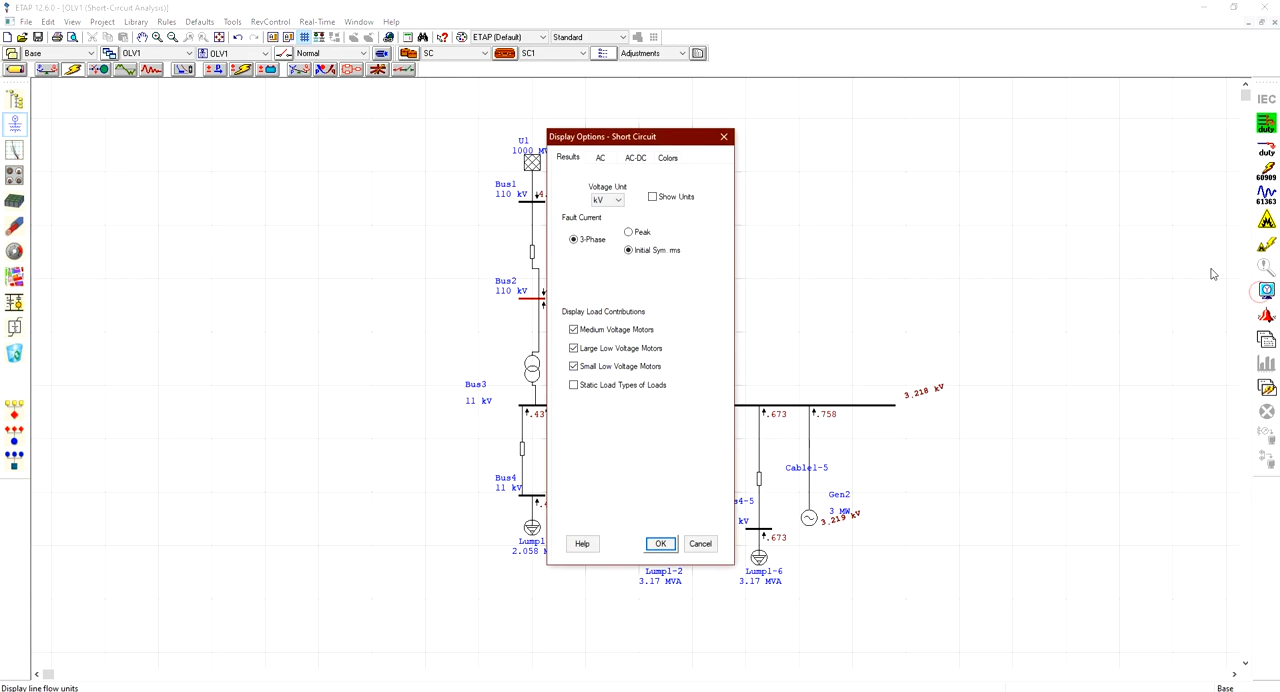 ETAP 12.6.0 - [OLV1 (Short-Circuit Analysis)]
File Edit View Project Library Rules Defaults Tools RevControl Real-Time Window Help
ETAP (Default) Standard
Base OLV1 OLV1 Normal SC SC1 Adjustments
IEC
duty
duty
60909
61363
U1
1000
Bus1
110 kV
Bus2
110 kV
Bus3
11 kV
.43
Bus4
11 kV
Lump1
2.058
Display Options - Short Circuit
Results AC AC-DC Colors
Voltage Unit
kV
Show Units
Fault Current
3-Phase
Peak
Initial Sym. rms
Display Load Contributions
Medium Voltage Motors
Large Low Voltage Motors
Small Low Voltage Motors
Static Load Types of Loads
Help OK Cancel
3.218 kV
.673
.758
Cable1-5
Gen2
3 MW
3.219 kV
s4-5
kV
.673
Lump1-2
3.17 MVA
Lump1-6
3.17 MVA
Display line flow units
Base